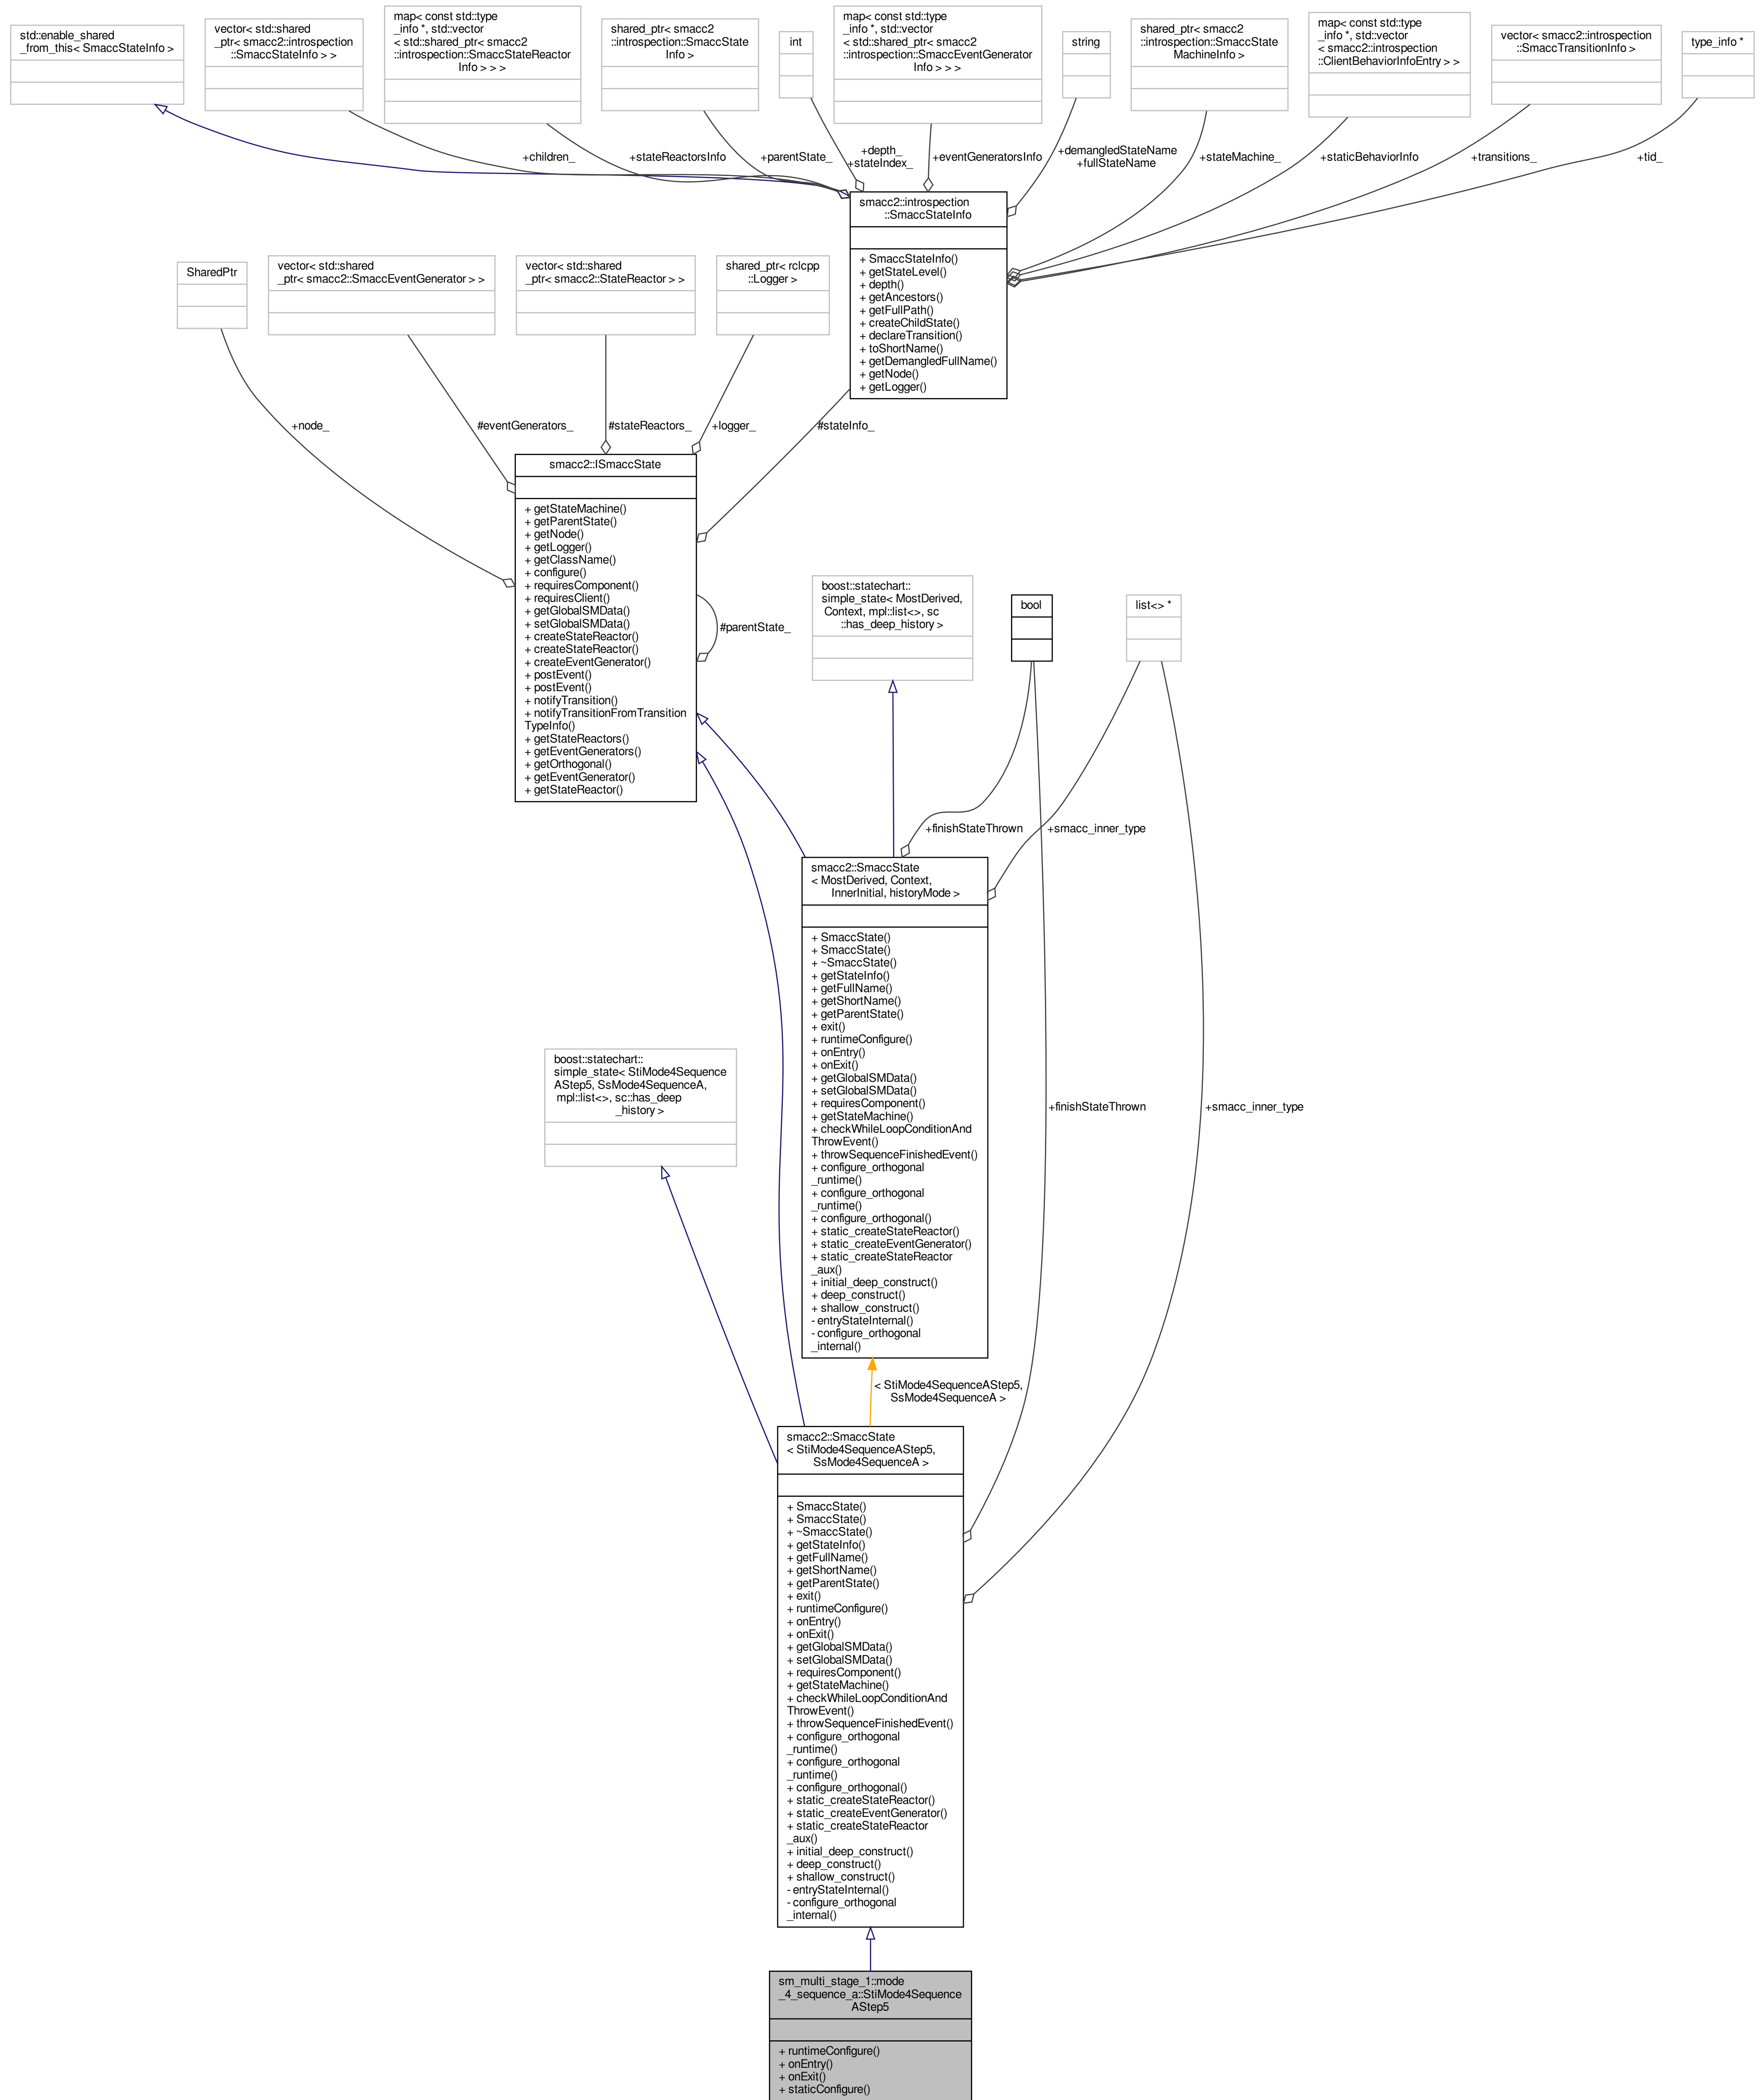 std::enable_shared
_from_this< SmaccStateInfo >
vector< std::shared
_ptr< smacc2::introspection
::SmaccStateInfo > >
map< const std::type
_info *, std::vector
< std::shared_ptr< smacc2
::introspection::SmaccStateReactor
Info > > >
shared_ptr< smacc2
::introspection::SmaccState
Info >
int
map< const std::type
_info *, std::vector
< std::shared_ptr< smacc2
::introspection::SmaccEventGenerator
Info > > >
string
shared_ptr< smacc2
::introspection::SmaccState
MachineInfo >
map< const std::type
_info *, std::vector
< smacc2::introspection
::ClientBehaviorInfoEntry > >
vector< smacc2::introspection
::SmaccTransitionInfo >
type_info *
+children_
+stateReactorsInfo
+parentState_
+depth_
+stateIndex_
+eventGeneratorsInfo
+demangledStateName
+fullStateName
+stateMachine_
+staticBehaviorInfo
+transitions_
+tid_
smacc2::introspection
::SmaccStateInfo
+ SmaccStateInfo()
+ getStateLevel()
+ depth()
+ getAncestors()
+ getFullPath()
+ createChildState()
+ declareTransition()
+ toShortName()
+ getDemangledFullName()
+ getNode()
+ getLogger()
SharedPtr
vector< std::shared
_ptr< smacc2::SmaccEventGenerator > >
vector< std::shared
_ptr< smacc2::StateReactor > >
shared_ptr< rclcpp
::Logger >
+node_
#eventGenerators_
#stateReactors_
+logger_
#stateInfo_
smacc2::ISmaccState
+ getStateMachine()
+ getParentState()
+ getNode()
+ getLogger()
+ getClassName()
+ configure()
+ requiresComponent()
+ requiresClient()
+ getGlobalSMData()
+ setGlobalSMData()
+ createStateReactor()
+ createStateReactor()
+ createEventGenerator()
+ postEvent()
+ postEvent()
+ notifyTransition()
+ notifyTransitionFromTransition
TypeInfo()
+ getStateReactors()
+ getEventGenerators()
+ getOrthogonal()
+ getEventGenerator()
+ getStateReactor()
#parentState_
boost::statechart::
simple_state< MostDerived,
Context, mpl::list<>, sc
::has_deep_history >
bool
list<> *
+finishStateThrown
+smacc_inner_type
smacc2::SmaccState
< MostDerived, Context,
InnerInitial, historyMode >
+ SmaccState()
+ SmaccState()
+ ~SmaccState()
+ getStateInfo()
+ getFullName()
+ getShortName()
+ getParentState()
+ exit()
+ runtimeConfigure()
+ onEntry()
+ onExit()
+ getGlobalSMData()
+ setGlobalSMData()
+ requiresComponent()
+ getStateMachine()
+ checkWhileLoopConditionAnd
ThrowEvent()
+ throwSequenceFinishedEvent()
+ configure_orthogonal
_runtime()
+ configure_orthogonal
_runtime()
+ configure_orthogonal()
+ static_createStateReactor()
+ static_createEventGenerator()
+ static_createStateReactor
_aux()
+ initial_deep_construct()
+ deep_construct()
+ shallow_construct()
- entryStateInternal()
- configure_orthogonal
_internal()
boost::statechart::
simple_state< StiMode4Sequence
AStep5, SsMode4SequenceA,
mpl::list<>, sc::has_deep
_history >
+finishStateThrown
+smacc_inner_type
< StiMode4SequenceAStep5,
SsMode4SequenceA >
smacc2::SmaccState
< StiMode4SequenceAStep5,
SsMode4SequenceA >
+ SmaccState()
+ SmaccState()
+ ~SmaccState()
+ getStateInfo()
+ getFullName()
+ getShortName()
+ getParentState()
+ exit()
+ runtimeConfigure()
+ onEntry()
+ onExit()
+ getGlobalSMData()
+ setGlobalSMData()
+ requiresComponent()
+ getStateMachine()
+ checkWhileLoopConditionAnd
ThrowEvent()
+ throwSequenceFinishedEvent()
+ configure_orthogonal
_runtime()
+ configure_orthogonal
_runtime()
+ configure_orthogonal()
+ static_createStateReactor()
+ static_createEventGenerator()
+ static_createStateReactor
_aux()
+ initial_deep_construct()
+ deep_construct()
+ shallow_construct()
- entryStateInternal()
- configure_orthogonal
_internal()
sm_multi_stage_1::mode
_4_sequence_a::StiMode4Sequence
AStep5
+ runtimeConfigure()
+ onEntry()
+ onExit()
+ staticConfigure()